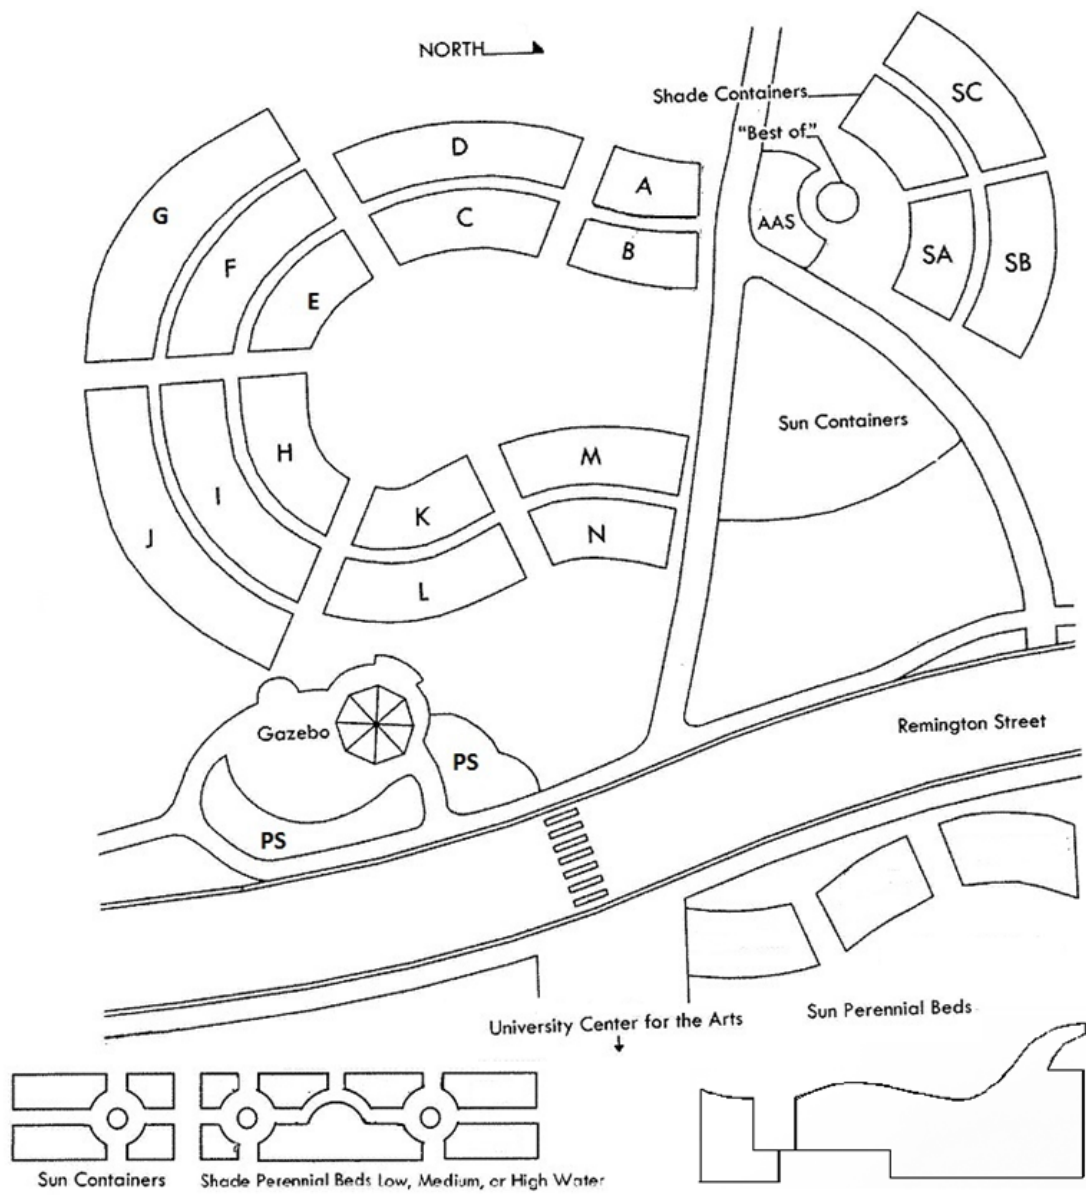 NORTH
SC
Shade Containers
"Best of"
D
A
G
C
AAS
F
B
SA
SB
E
Sun Containers
H
M
K
I
N
J
L
Remington Street
Gazebo
PS
PS
Sun Perennial Beds
University Center for the Arts
Sun Containers
Shade Perennial Beds Low, Medium, or High Water